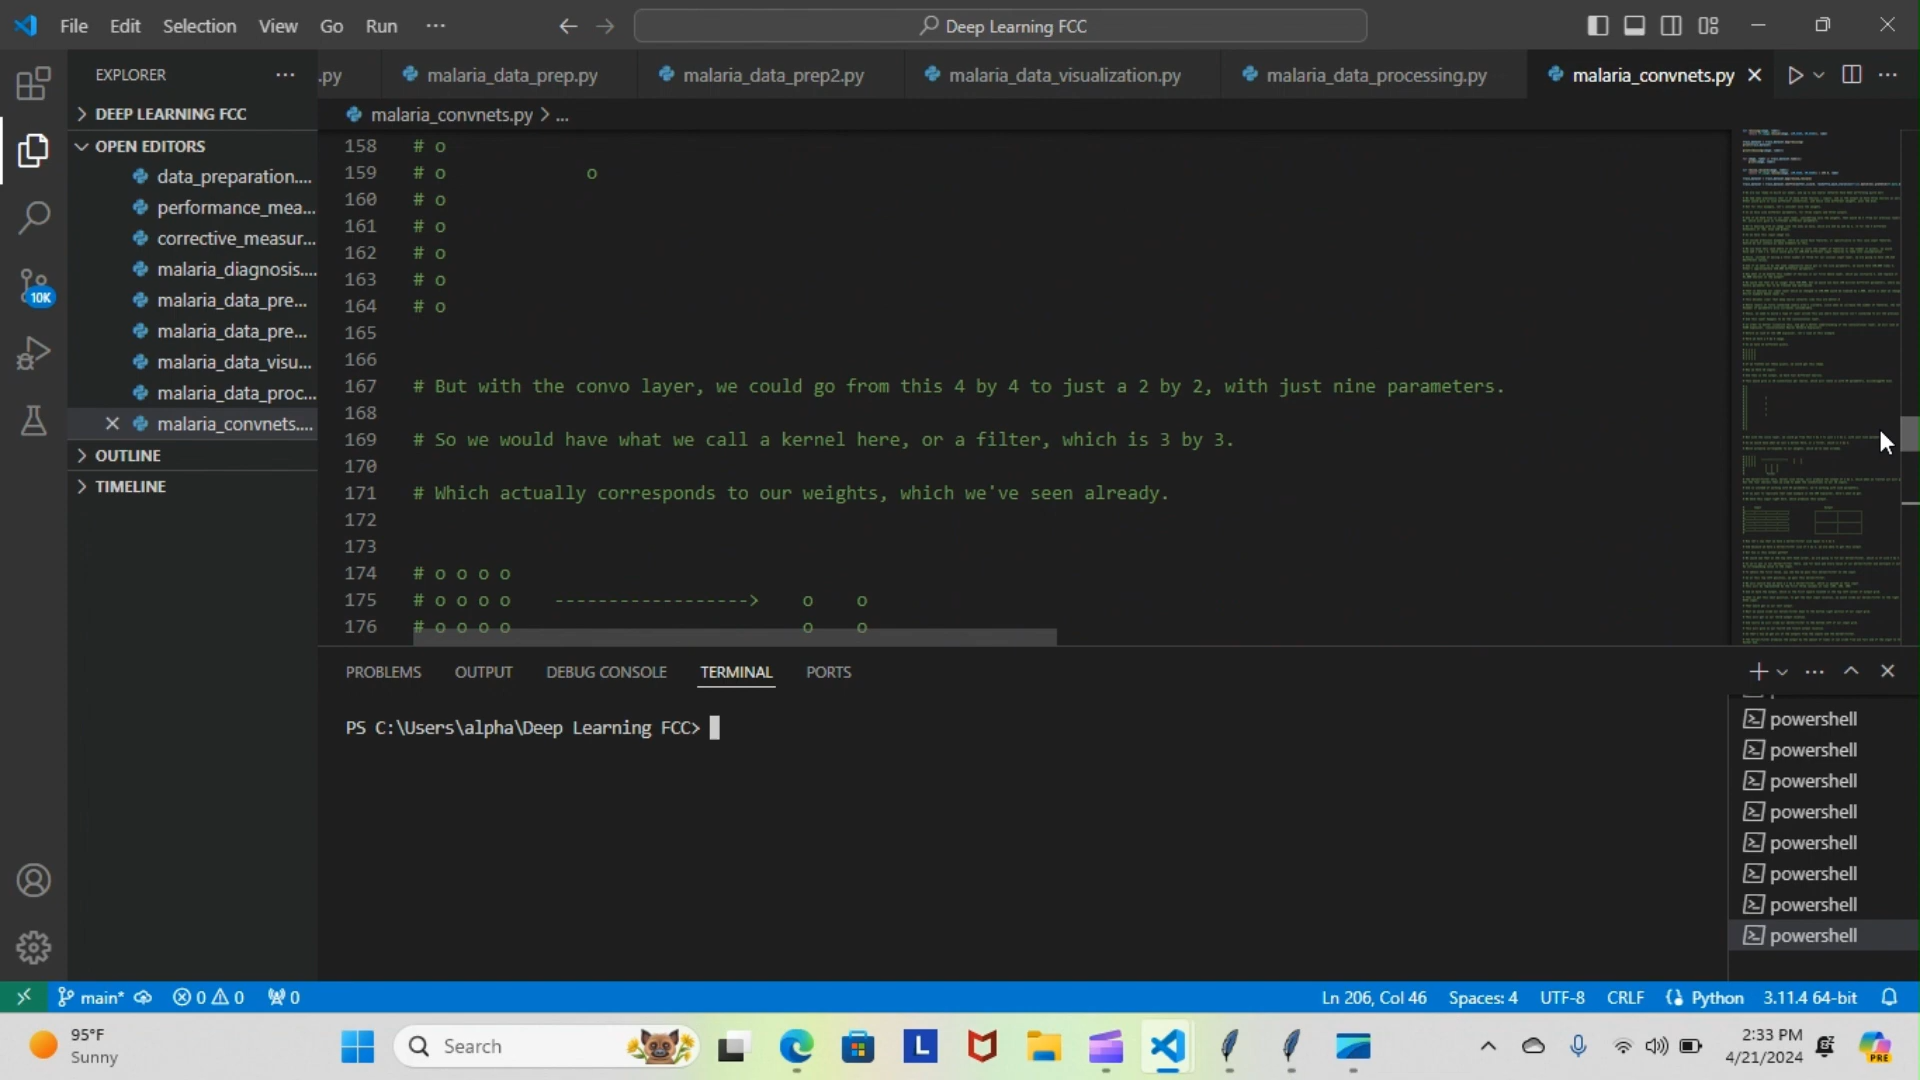 File Edit Selection View Go Run ··· Deep Learning FCC
EXPLORER ···
DEEP LEARNING FCC
OPEN EDITORS
data_preparation....
performance_mea...
corrective_measur...
malaria_diagnosis....
malaria_data_pre...
malaria_data_pre...
malaria_data_visu...
malaria_data_proc...
malaria_convnets....
OUTLINE
TIMELINE
10K
.py malaria_data_prep.py malaria_data_prep2.py malaria_data_visualization.py malaria_data_processing.py malaria_convnets.py
malaria_convnets.py > ...
158 # o
159 # o o
160 # o
161 # o
162 # o
163 # o
164 # o
165
166
167 # But with the convo layer, we could go from this 4 by 4 to just a 2 by 2, with just nine parameters.
168
169 # So we would have what we call a kernel here, or a filter, which is 3 by 3.
170
171 # Which actually corresponds to our weights, which we've seen already.
172
173
174 # o o o o
175 # o o o o ------------------> o o
176 # o o o o o o
PROBLEMS OUTPUT DEBUG CONSOLE TERMINAL PORTS
PS C:\Users\alpha\Deep Learning FCC>
powershell
powershell
powershell
powershell
powershell
powershell
powershell
powershell
main* 0 0 0 Ln 206, Col 46 Spaces: 4 UTF-8 CRLF Python 3.11.4 64-bit
95°F
Sunny
Search
L
PRE
2:33 PM
4/21/2024